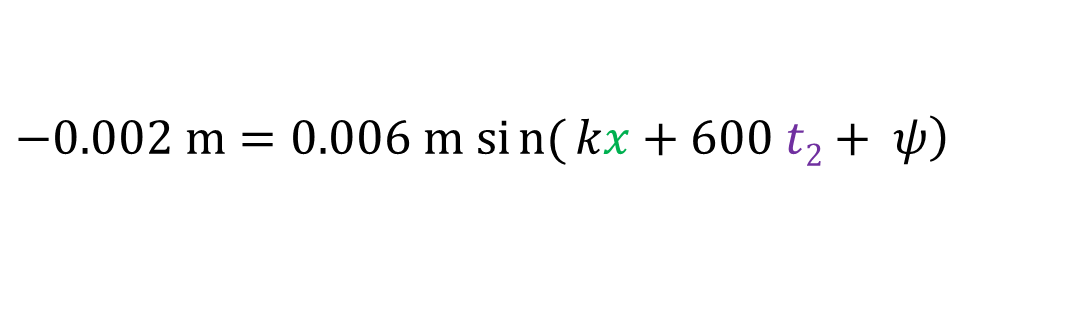 −0.002 m = 0.006 m sin( kx + 600 t₂ + ψ)